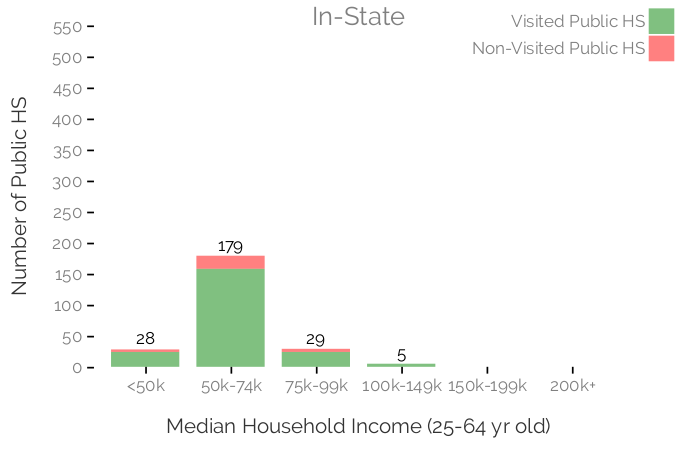 In-State
Visited Public HS
Non-Visited Public HS
Number of Public HS
550
500
450
400
350
300
250
200
150
100
50
0
28
179
29
5
<50k
50k-74k
75k-99k
100k-149k
150k-199k
200k+
Median Household Income (25-64 yr old)